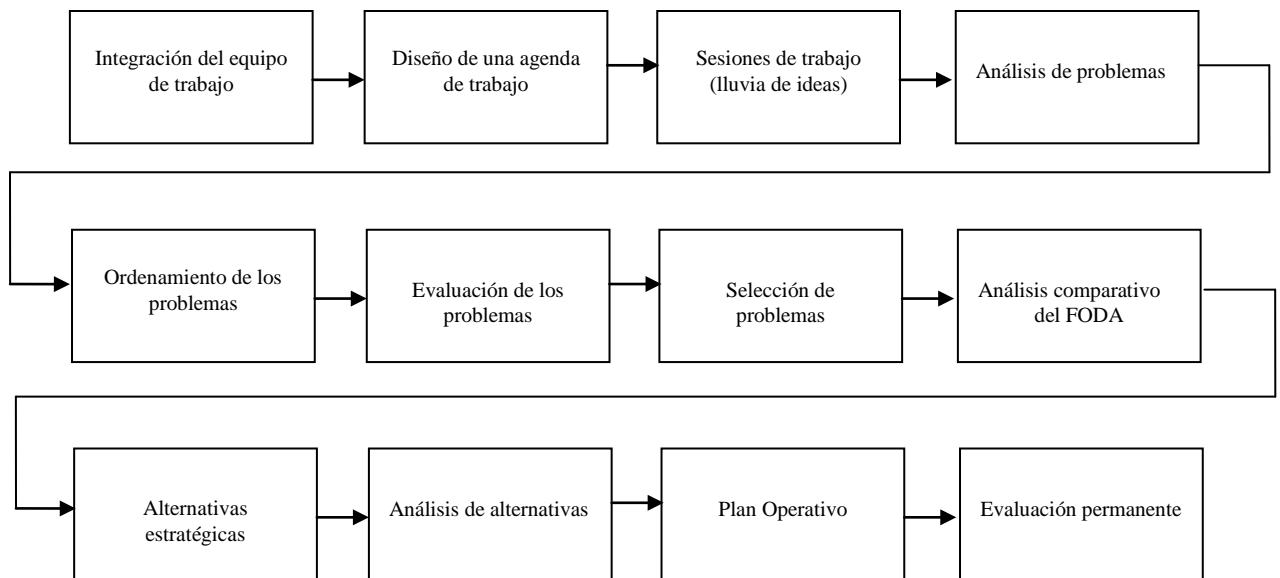 Integración del equipo
de trabajo
Diseño de una agenda
de trabajo
Sesiones de trabajo
(lluvia de ideas)
Análisis de problemas
Ordenamiento de los
problemas
Evaluación de los
problemas
Selección de
problemas
Análisis comparativo
del FODA
Alternativas
estratégicas
Análisis de alternativas
Plan Operativo
Evaluación permanente